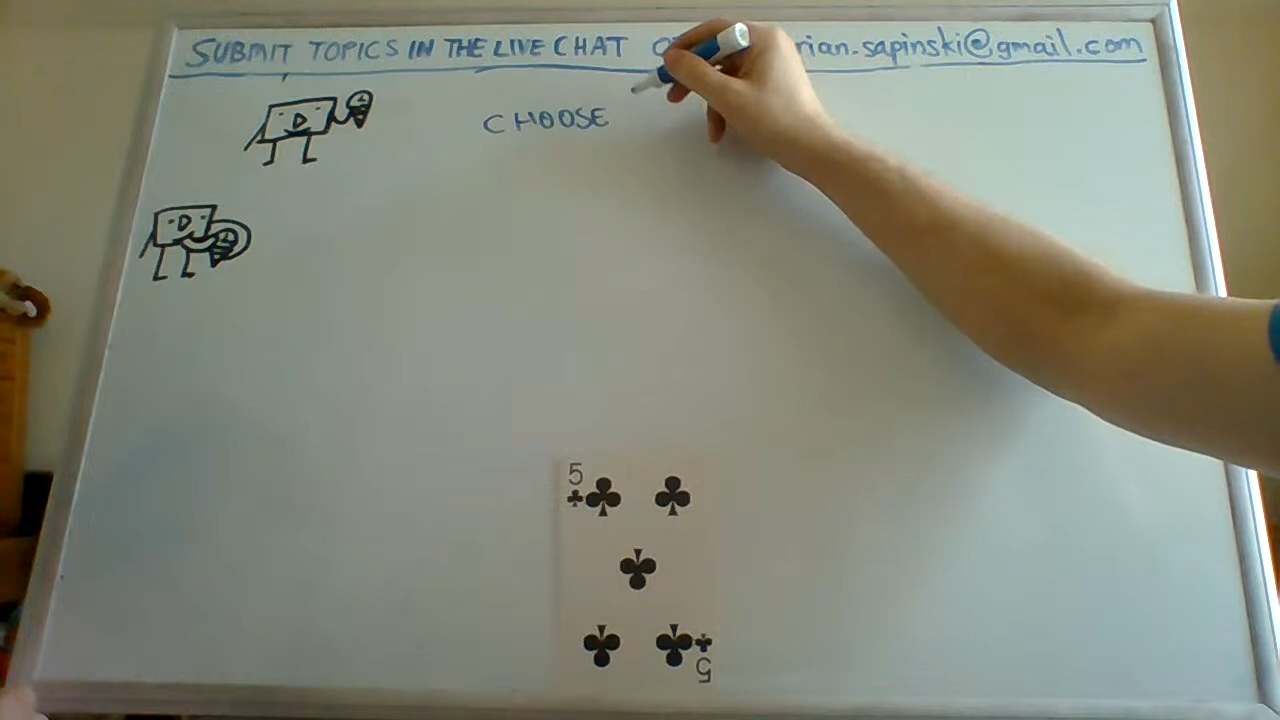 SUBMIT TOPICS IN THE LIVE CHAT
rian.sapinski@gmail.com
D
CHOOSE
D
5
5